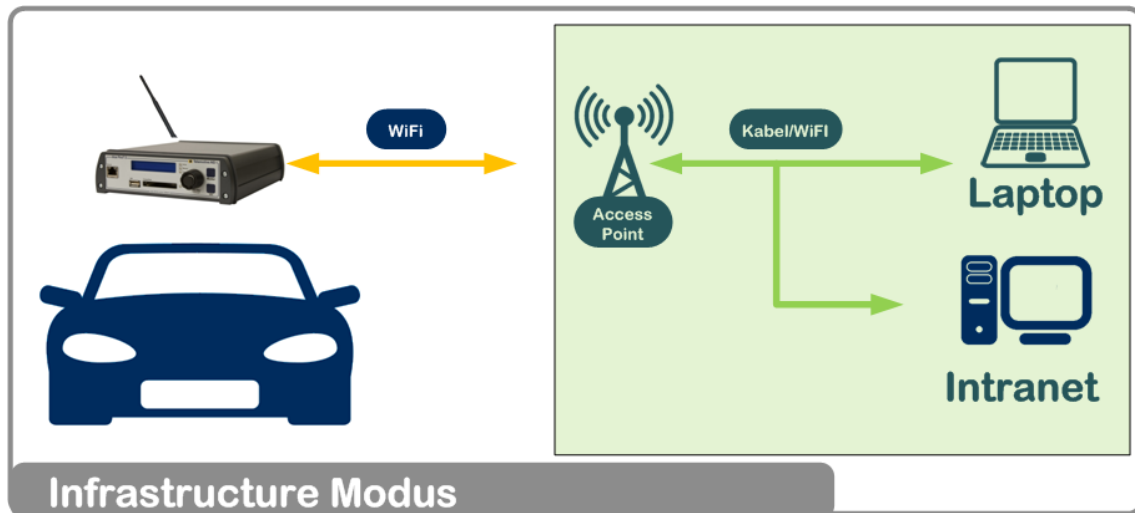 WiFi
Kabel/WiFI
Access
Point
Laptop
Intranet
Infrastructure Modus